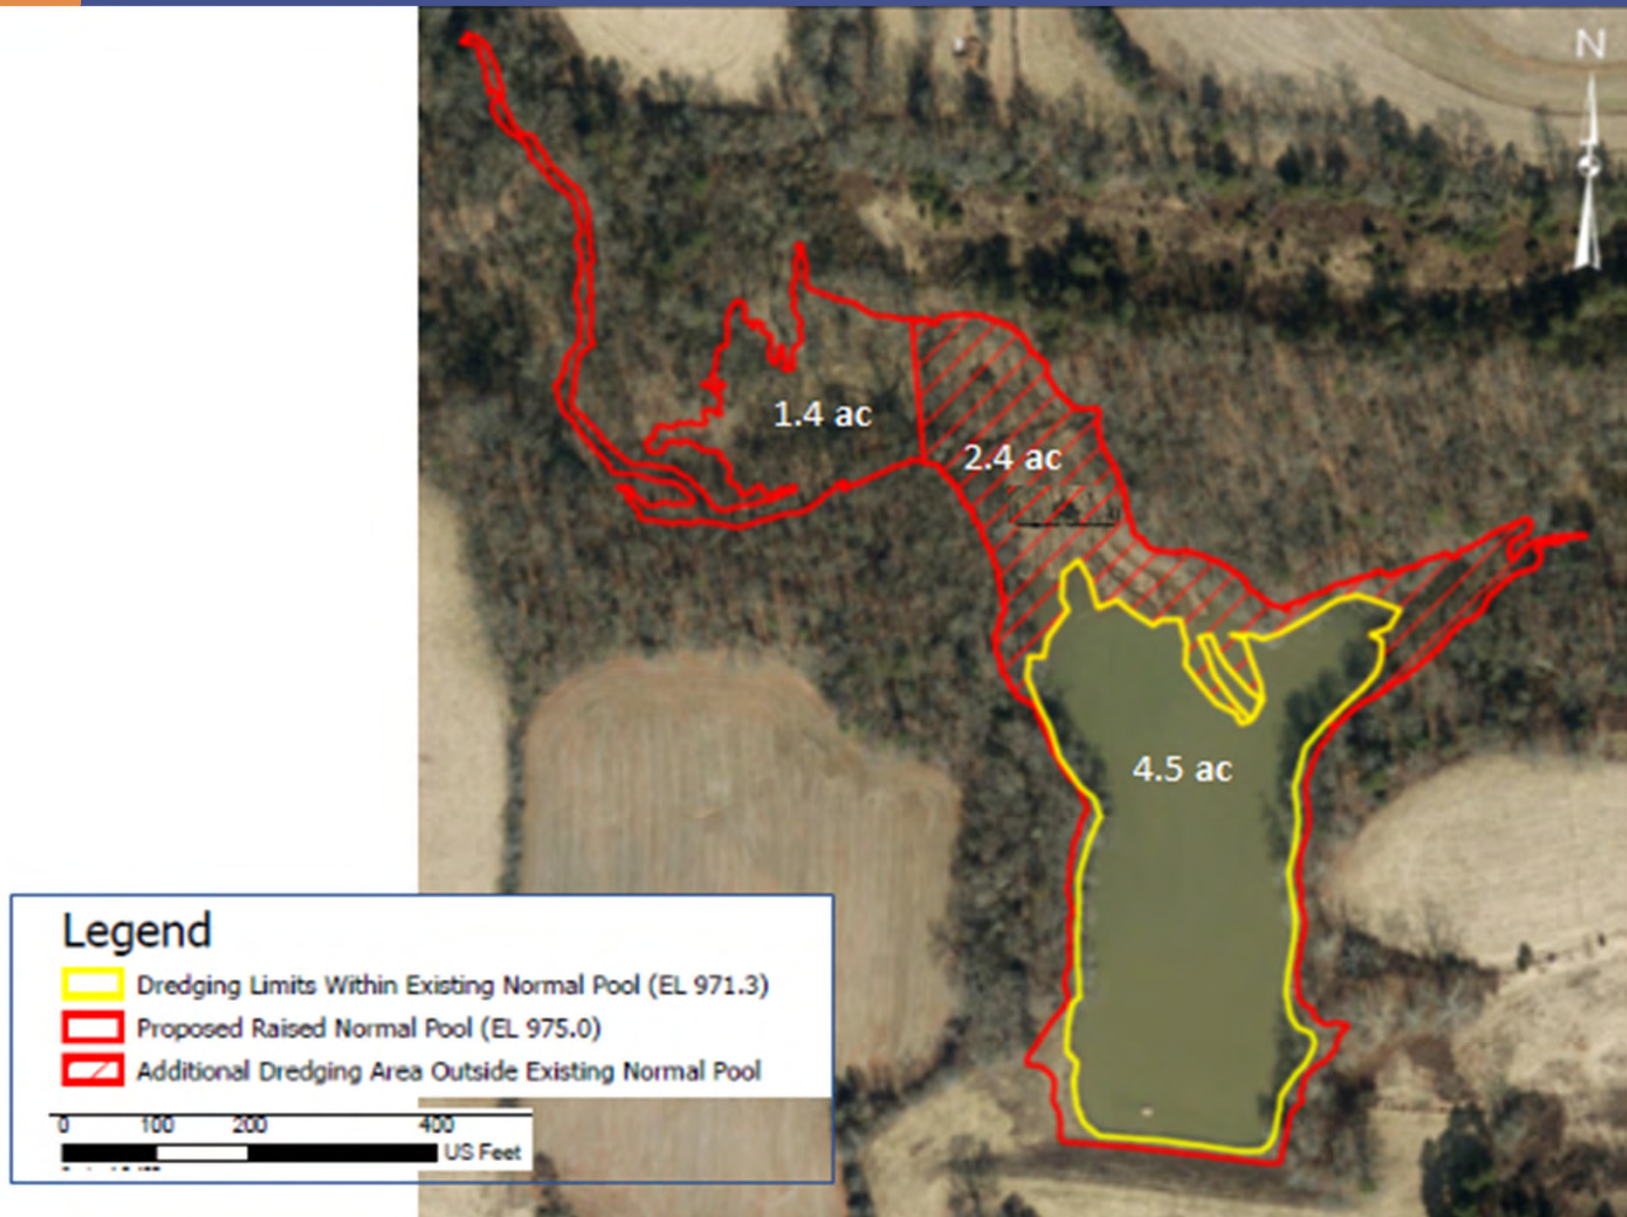 N
1.4 ac
2.4 ac
4.5 ac
Legend
Dredging Limits Within Existing Normal Pool (EL 971.3)
Proposed Raised Normal Pool (EL 975.0)
Additional Dredging Area Outside Existing Normal Pool
0 100 200 400
US Feet